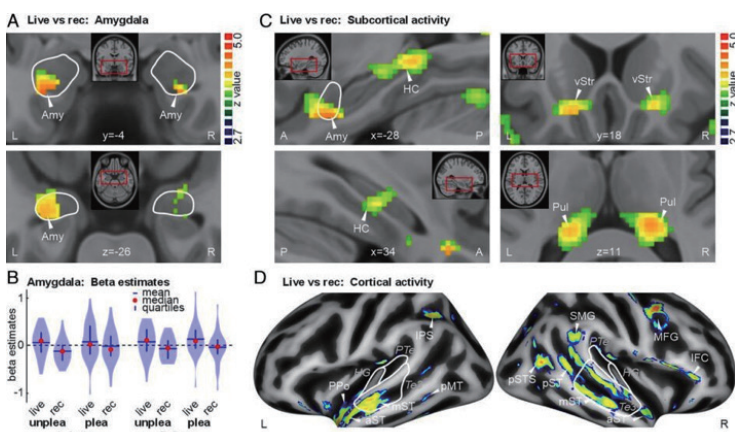 A Live vs rec: Amygdala
5.0
z value
2.7
Amy
Amy
L
y=-4
R
Amy
L
z=-26
R
B Amygdala: Beta estimates
mean
median
quartiles
beta estimates
1
0
-1
live
rec
live
rec
live
rec
live
rec
unplea
plea
unplea
plea
C Live vs rec: Subcortical activity
HC
Amy
A
x=-28
P
vStr
vStr
L
y=18
R
5.0
z value
2.7
HC
P
x=34
A
Pul
Pul
L
z=11
R
D Live vs rec: Cortical activity
IPS
PTe
HG
Te3
PPo
mST
aST
pMT
L
SMG
PTe
MFG
HG
IFC
pSTS
pST
mST
Te3
aST
R